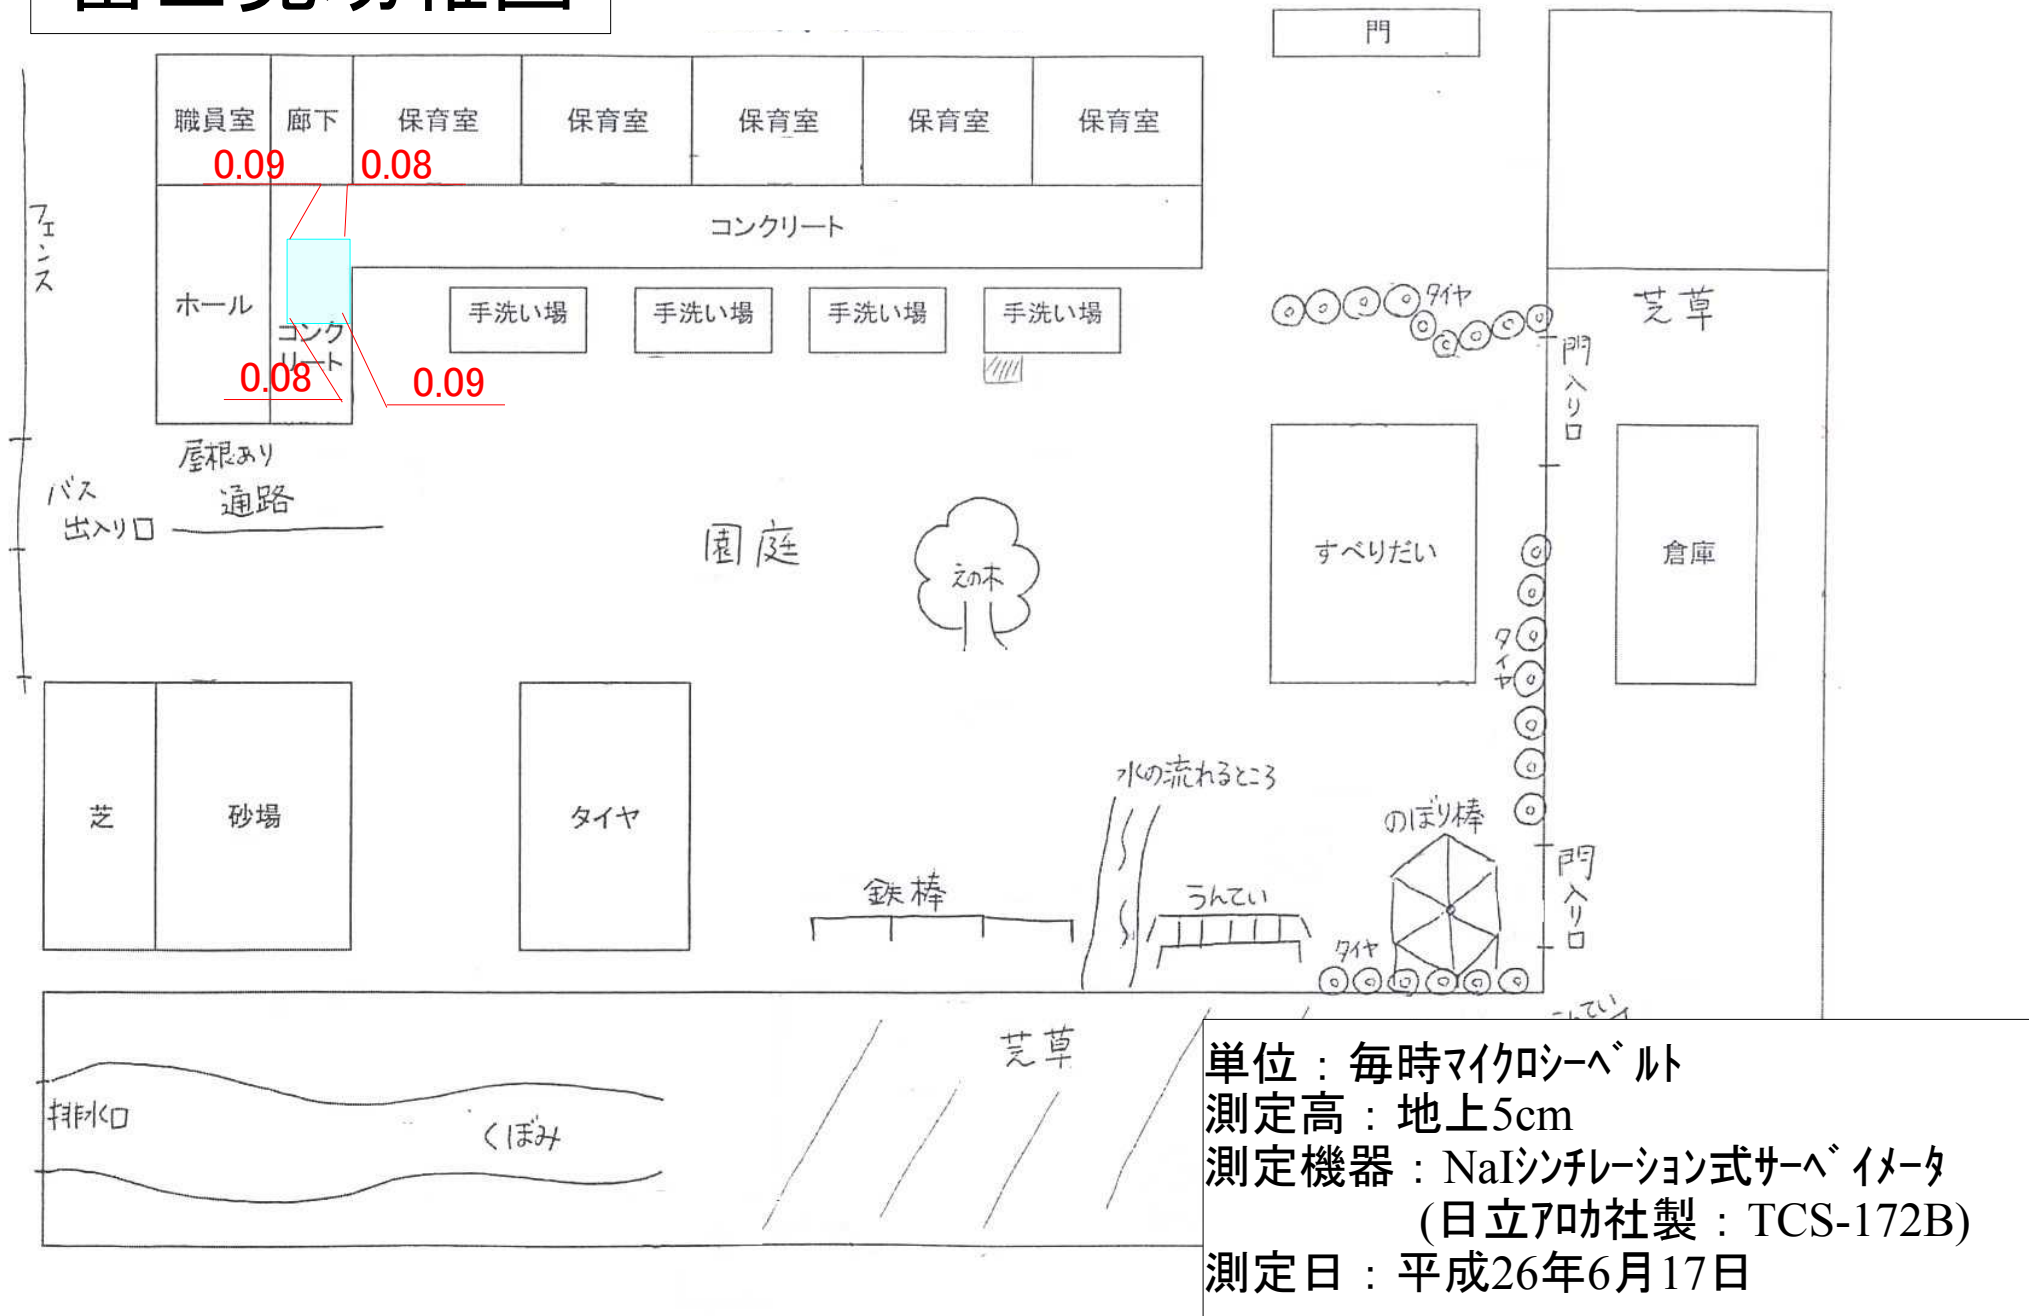 富士見幼稚園
門
職員室 廊下 保育室 保育室 保育室 保育室 保育室
0.09 0.08
フェンス
コンクリート
ホール
コンク
リート
手洗い場 手洗い場 手洗い場 手洗い場
タイヤ
芝草
0.08 0.09
門入り口
屋根あり
通路
バス
出入り口
園庭
えの木
すべりだい
倉庫
タイヤ
芝 砂場 タイヤ
水の流れるところ
のぼり棒
鉄棒
うんてい
門入り口
タイヤ
芝草
排水口
くぼみ
単位：毎時マイクロシーベルト
測定高：地上5cm
測定機器：NaIシンチレーション式サーベイメータ
(日立アロカ社製：TCS-172B)
測定日：平成26年6月17日